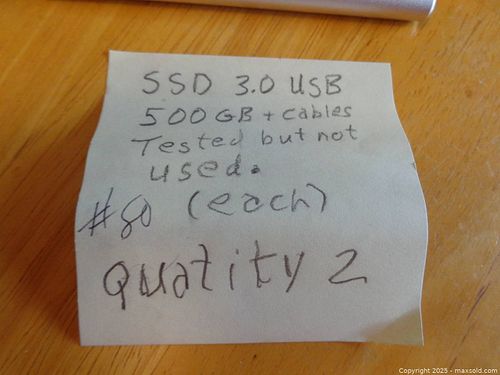 SSD 3.0 USB
500 GB + cables
Tested but not
used.
#80 (each)
Quatity 2
Copyright 2025 - maxsold.com